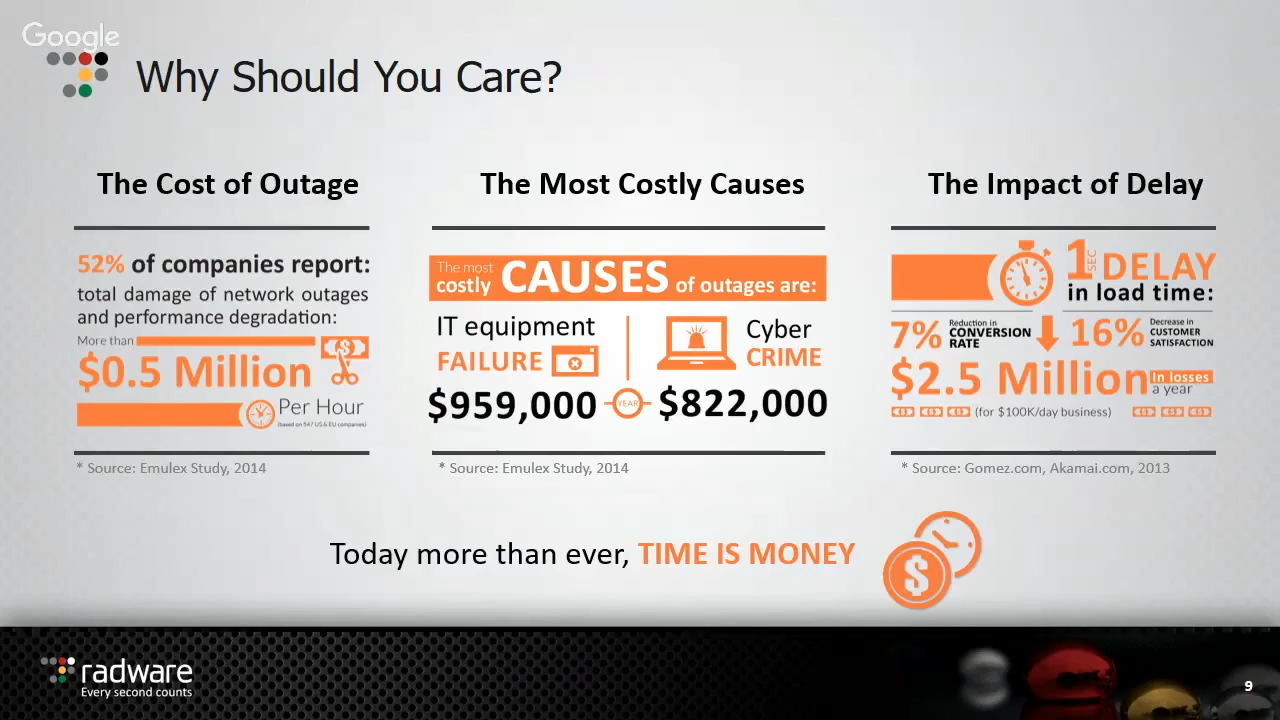 Google
Why Should You Care?
The Cost of Outage
52% of companies report:
total damage of network outages
and performance degradation:
More than
$0.5 Million
Per Hour
(based on 547 US & EU companies)
* Source: Emulex Study, 2014
The Most Costly Causes
The most
costly CAUSES of outages are:
IT equipment
FAILURE
$959,000
YEAR
Cyber
CRIME
$822,000
* Source: Emulex Study, 2014
The Impact of Delay
1 SEC DELAY
in load time:
7% Reduction in
CONVERSION
RATE
16% Decrease in
CUSTOMER
SATISFACTION
$2.5 Million In losses
a year
(for $100K/day business)
* Source: Gomez.com, Akamai.com, 2013
Today more than ever, TIME IS MONEY
radware
Every second counts
9